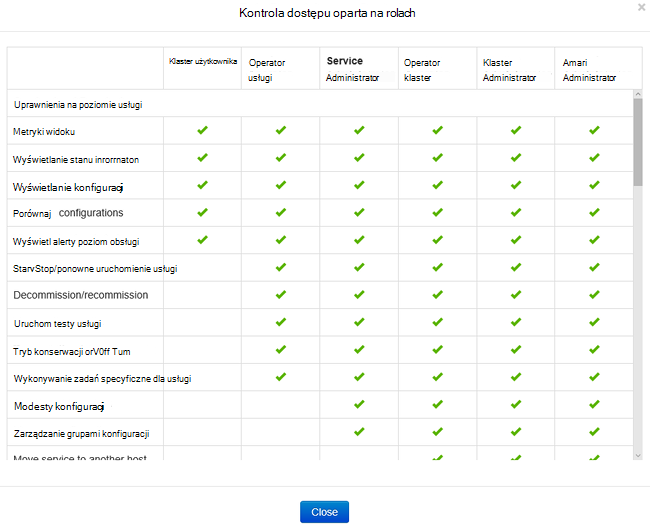 Kontrola dostępu oparta na rolach
×
Klaster użytkownika
Operator usługi
Service Administrator
Operator klaster
Klaster Administrator
Amari Administrator
Uprawnienia na poziomie usługi
Metryki widoku
Wyświetlanie stanu inrormaton
Wyświetlanie konfiguracji
Porównaj configurations
Wyświetl alerty poziom obsługi
StarvStop/ponowne uruchomienie usługi
Decommission/recommission
Uruchom testy usługi
Tryb konserwacji orV0ff Tum
Wykonywanie zadań specyficzne dla usługi
Modesty konfiguracji
Zarządzanie grupami konfiguracji
Move service to another host
Close